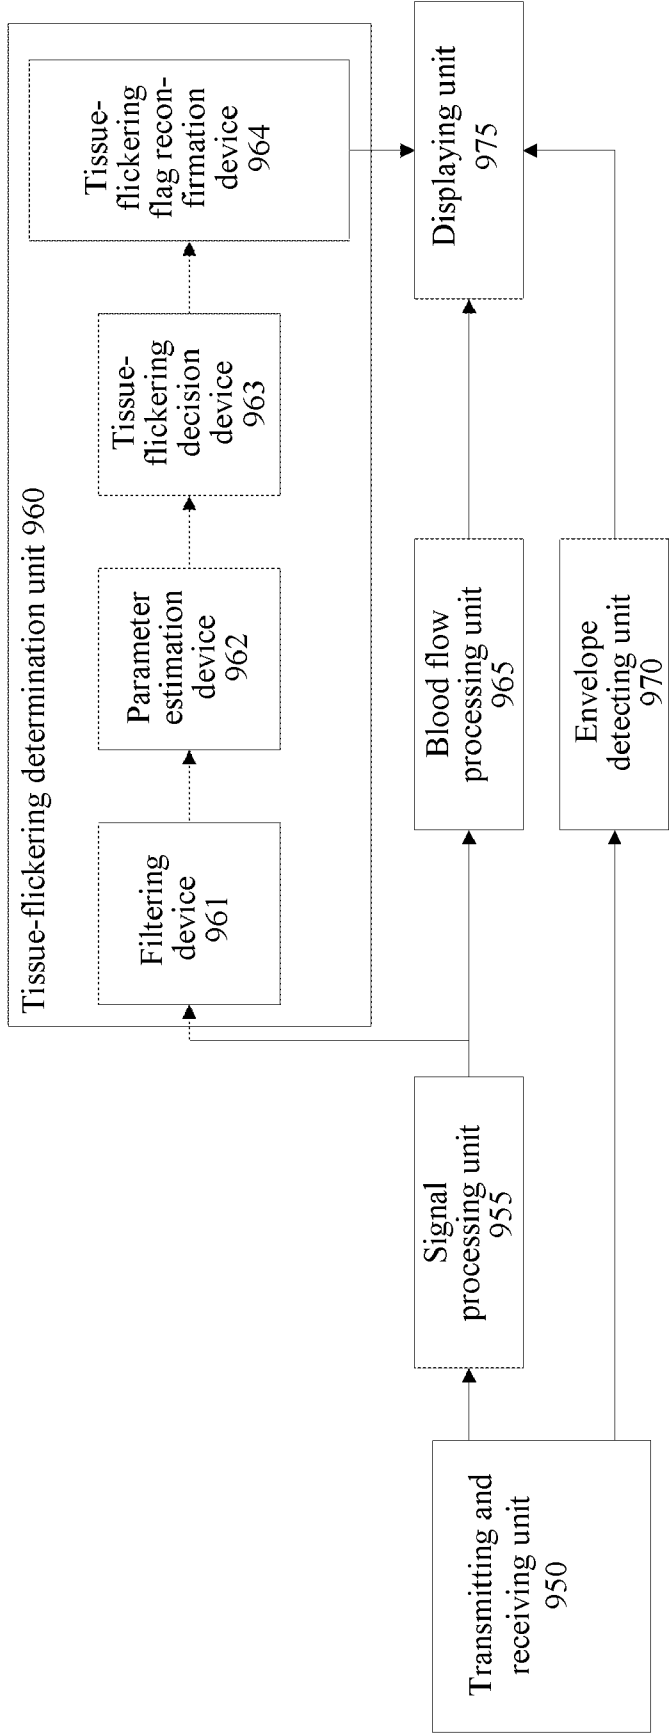 Tissue-flickering determination unit 960
Filtering
device
961
Parameter
estimation
device
962
Tissue-
flickering
decision
device
963
Tissue-
flickering
flag recon-
firmation
device
964
Transmitting and
receiving unit
950
Signal
processing unit
955
Blood flow
processing unit
965
Displaying unit
975
Envelope
detecting unit
970